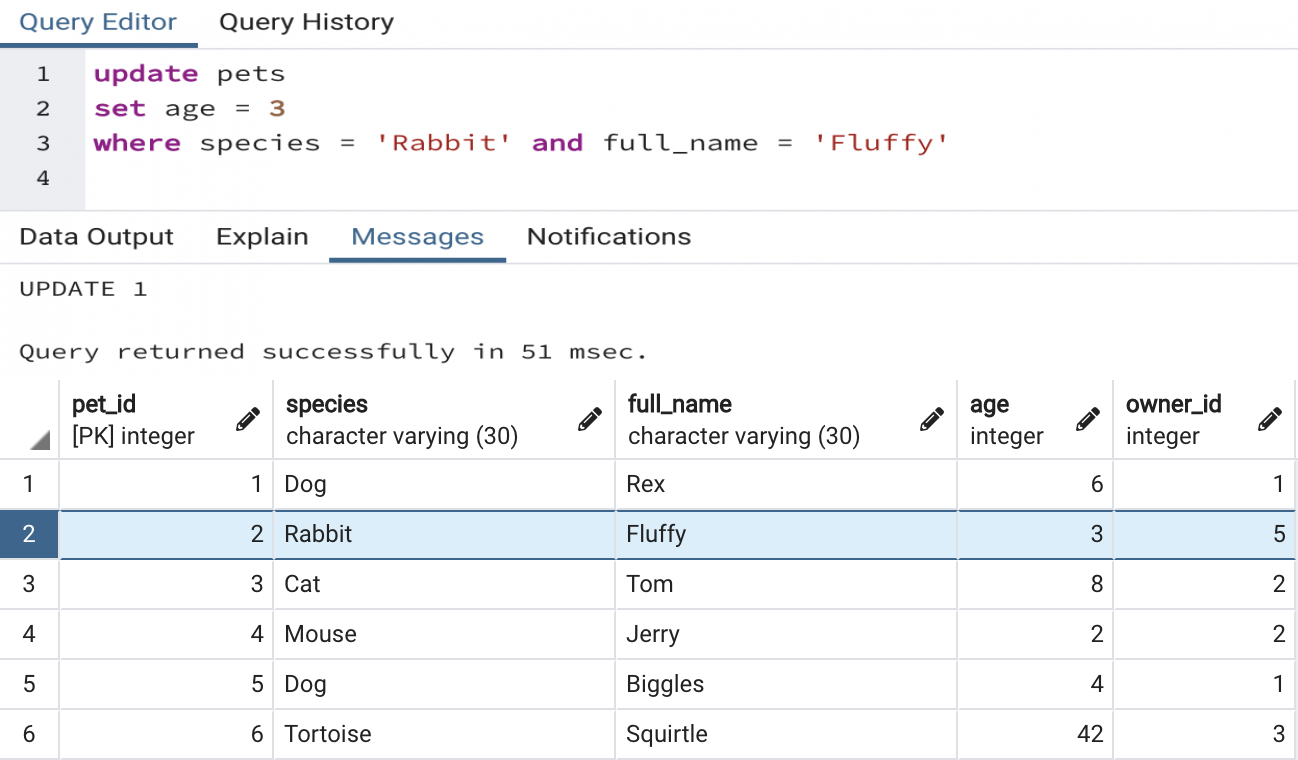 Query Editor Query History
1 update pets
2 set age = 3
3 where species = 'Rabbit' and full_name = 'Fluffy'
4
Data Output Explain Messages Notifications
UPDATE 1
Query returned successfully in 51 msec.
pet_id species full_name age owner_id
[PK] integer character varying (30) character varying (30) integer integer
1 1 Dog Rex 6 1
2 2 Rabbit Fluffy 3 5
3 3 Cat Tom 8 2
4 4 Mouse Jerry 2 2
5 5 Dog Biggles 4 1
6 6 Tortoise Squirtle 42 3